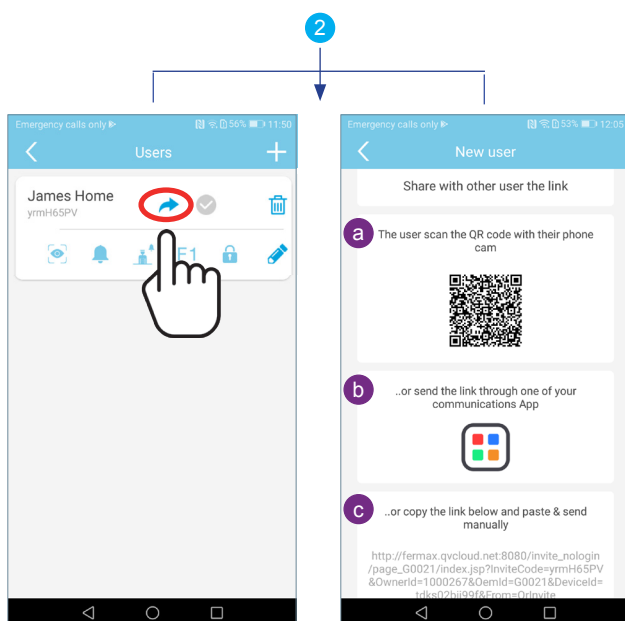 2
Emergency calls only 56% 11:50
Users
James Home
yrmH65PV
F1
Emergency calls only 53% 12:05
New user
Share with other user the link
a
The user scan the QR code with their phone
cam
b
..or send the link through one of your
communications App
c
..or copy the link below and paste & send
manually
http://fermax.qvcloud.net:8080/invite_nologin
/page_G0021/index.jsp?InviteCode=yrmH65PV
&OwnerId=1000267&OemId=G0021&DeviceId=